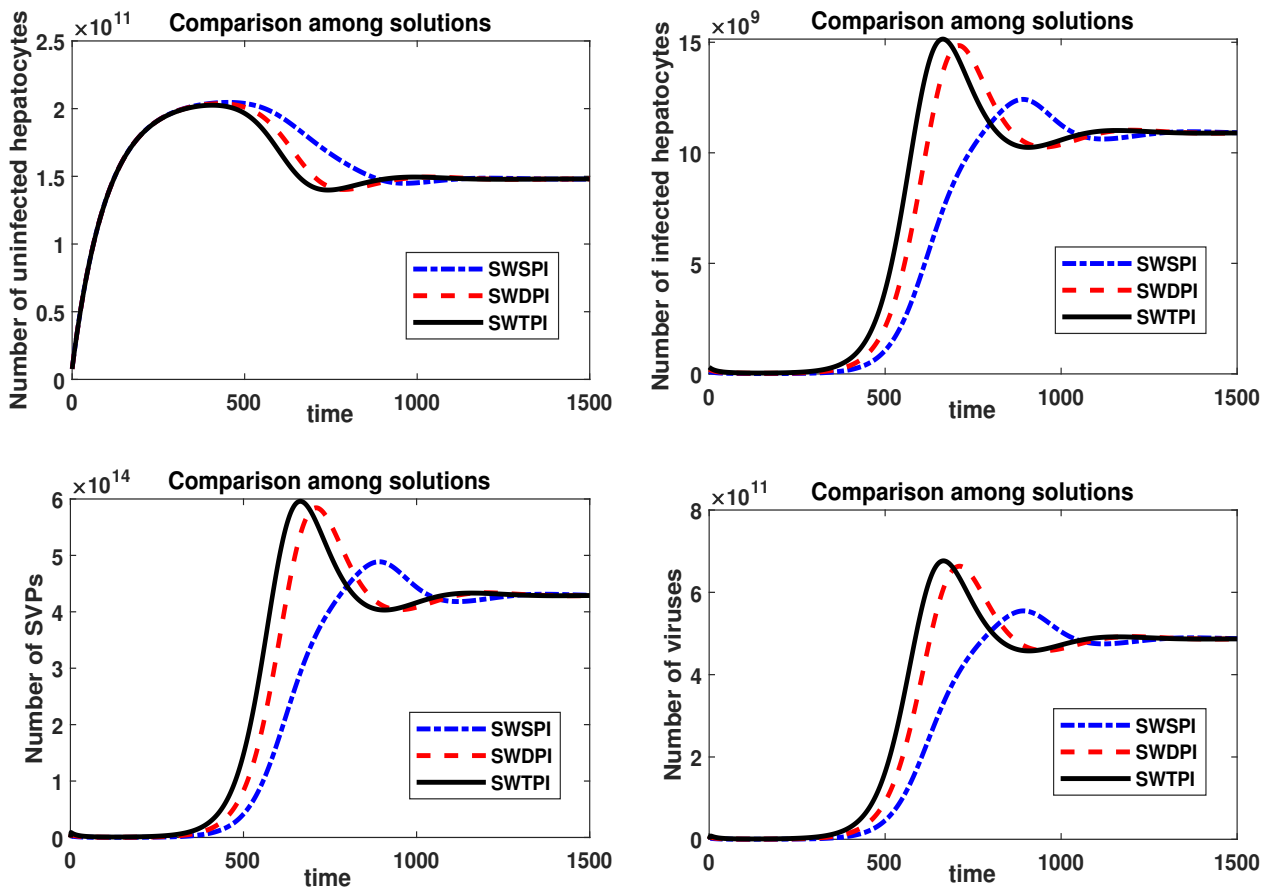 ×10^11
Comparison among solutions
Number of uninfected hepatocytes
2.5
2
1.5
1
0.5
0
0
500
1000
1500
time
SWSPI
SWDPI
SWTPI
×10^9
Comparison among solutions
Number of infected hepatocytes
15
10
5
0
0
500
1000
1500
time
SWSPI
SWDPI
SWTPI
×10^14
Comparison among solutions
Number of SVPs
6
5
4
3
2
1
0
0
500
1000
1500
time
SWSPI
SWDPI
SWTPI
×10^11
Comparison among solutions
Number of viruses
8
6
4
2
0
0
500
1000
1500
time
SWSPI
SWDPI
SWTPI